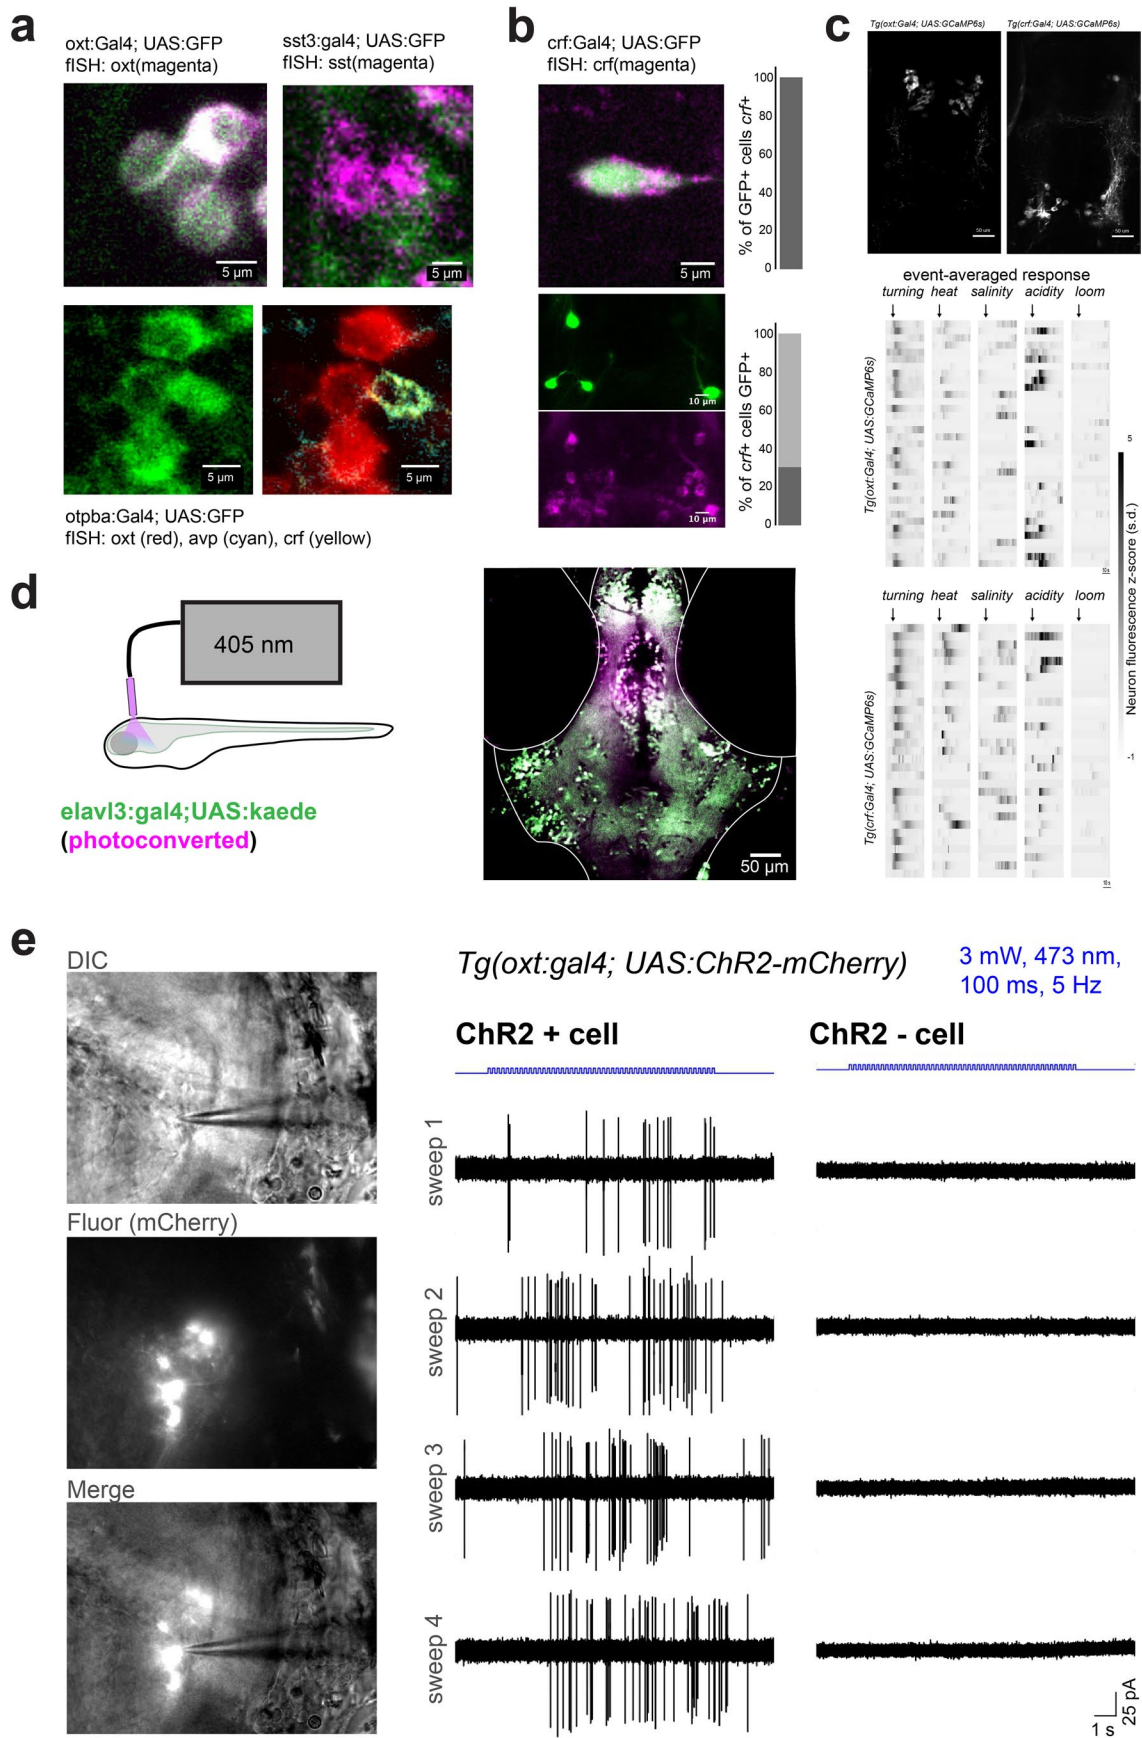 a
oxt:Gal4; UAS:GFP
fISH: oxt(magenta)
sst3:gal4; UAS:GFP
fISH: sst(magenta)
5 µm
5 µm
5 µm
5 µm
otpba:Gal4; UAS:GFP
fISH: oxt (red), avp (cyan), crf (yellow)
b
crf:Gal4; UAS:GFP
fISH: crf(magenta)
5 µm
10 µm
10 µm
% of GFP+ cells crf+
100
80
60
40
20
0
% of crf+ cells GFP+
100
80
60
40
20
0
c
Tg(oxt:Gal4; UAS:GCaMP6s)
Tg(crf:Gal4; UAS:GCaMP6s)
50 um
50 um
event-averaged response
turning heat salinity acidity loom
Tg(oxt:Gal4; UAS:GCaMP6s)
10 s
turning heat salinity acidity loom
Tg(crf:Gal4; UAS:GCaMP6s)
10 s
5
Neuron fluorescence z-score (s.d.)
-1
d
405 nm
elavl3:gal4;UAS:kaede
(photoconverted)
50 µm
e
DIC
Fluor (mCherry)
Merge
Tg(oxt:gal4; UAS:ChR2-mCherry)
3 mW, 473 nm,
100 ms, 5 Hz
ChR2 + cell
ChR2 - cell
sweep 1
sweep 2
sweep 3
sweep 4
1 s
25 pA